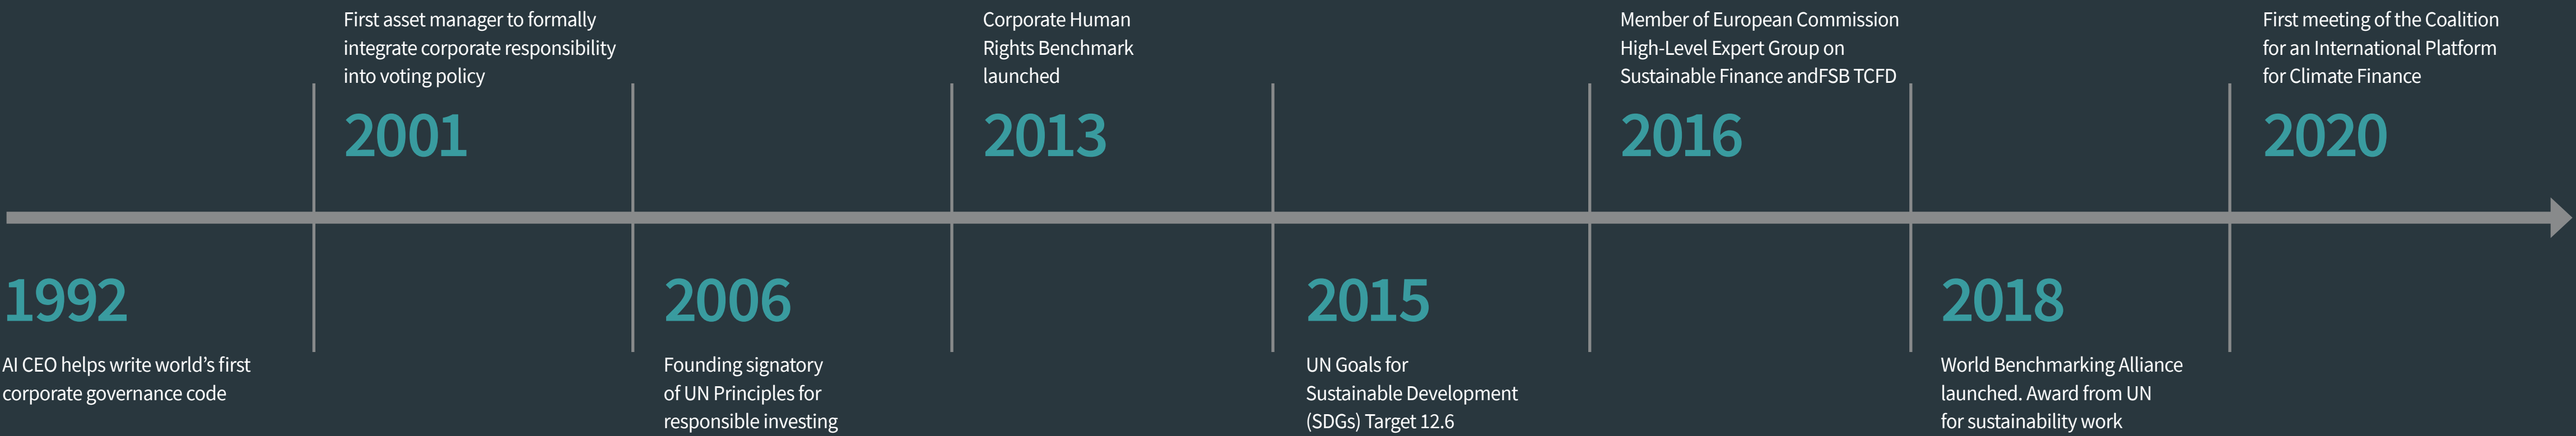 1992
AI CEO helps write world's first
corporate governance code
First asset manager to formally
integrate corporate responsibility
into voting policy
2001
2006
Founding signatory
of UN Principles for
responsible investing
Corporate Human
Rights Benchmark
launched
2013
2015
UN Goals for
Sustainable Development
(SDGs) Target 12.6
Member of European Commission
High-Level Expert Group on
Sustainable Finance andFSB TCFD
2016
2018
World Benchmarking Alliance
launched. Award from UN
for sustainability work
First meeting of the Coalition
for an International Platform
for Climate Finance
2020